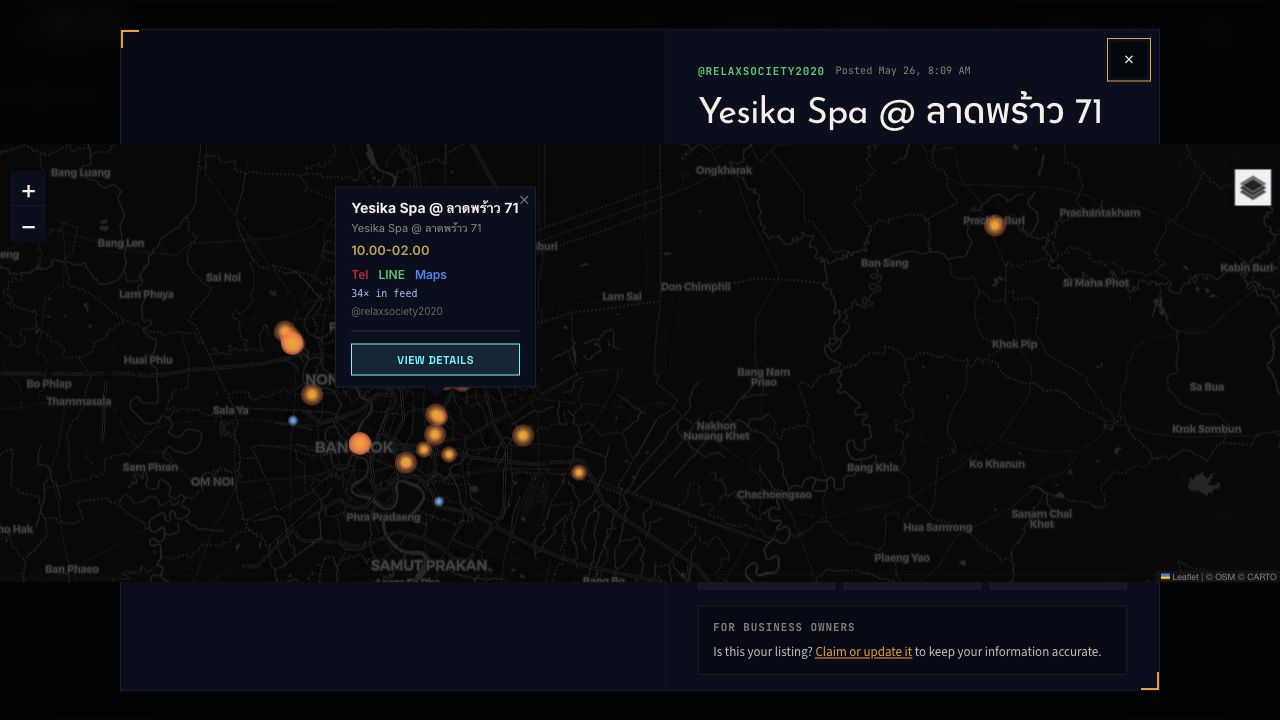 @RELAXSOCIETY2020 Posted May 26, 8:09 AM
×
Yesika Spa @ ลาดพร้าว 71
+
−
Bang Luang
Ongkharak
Prachantakham
Bang Len
Ban Sang
Kabin Buri
Sai Noi
Lam Phaya
Lam Sai
Don Chimphli
Si Maha Phot
Yesika Spa @ ลาดพร้าว 71
×
Yesika Spa @ ลาดพร้าว 71
10.00-02.00
Tel LINE Maps
34× in feed
@relaxsociety2020
VIEW DETAILS
Hual Phlu
Khok Pip
Bo Phlap
Thammasala
Bang Nam
Priao
Sa Bua
Sala Ya
Nakhon
Nueang Khet
Krok Sombun
Sam Phran
OM NOI
Bang Khla
Ko Khanun
Chachoengsao
Phra Pradaeng
Sanam Chai
Khet
Hua Samrong
Ban Phaeo
SAMUT PRAKAN
Plaeng Yao
Leaflet | © OSM © CARTO
FOR BUSINESS OWNERS
Is this your listing? Claim or update it to keep your information accurate.